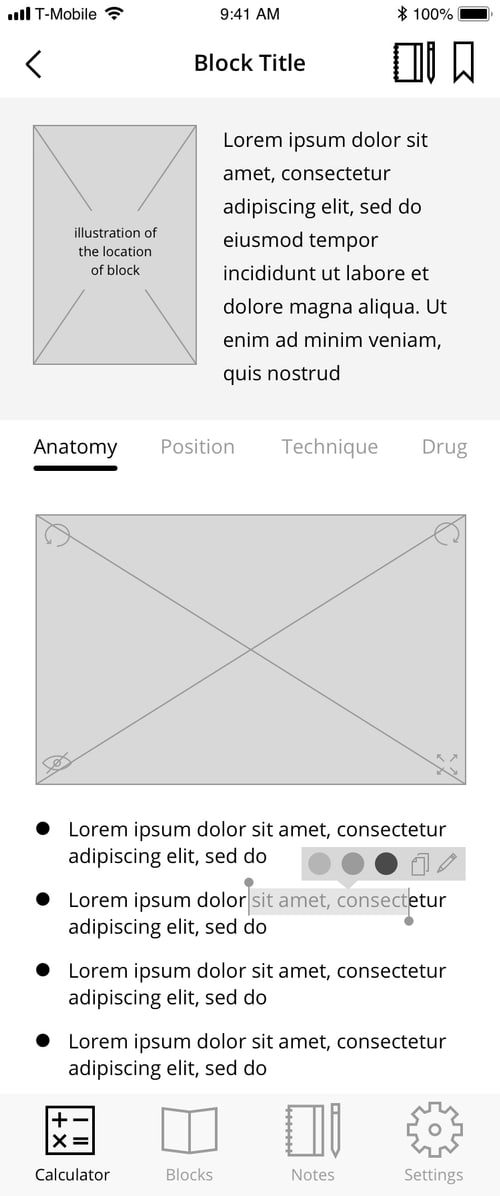 T-Mobile 9:41 AM 100%
Block Title
illustration of
the location
of block
Lorem ipsum dolor sit
amet, consectetur
adipiscing elit, sed do
eiusmod tempor
incididunt ut labore et
dolore magna aliqua. Ut
enim ad minim veniam,
quis nostrud
Anatomy Position Technique Drug
Lorem ipsum dolor sit amet, consectetur
adipiscing elit, sed do
Lorem ipsum dolor sit amet, consectetur
adipiscing elit, sed do
Lorem ipsum dolor sit amet, consectetur
adipiscing elit, sed do
Lorem ipsum dolor sit amet, consectetur
adipiscing elit, sed do
Calculator Blocks Notes Settings